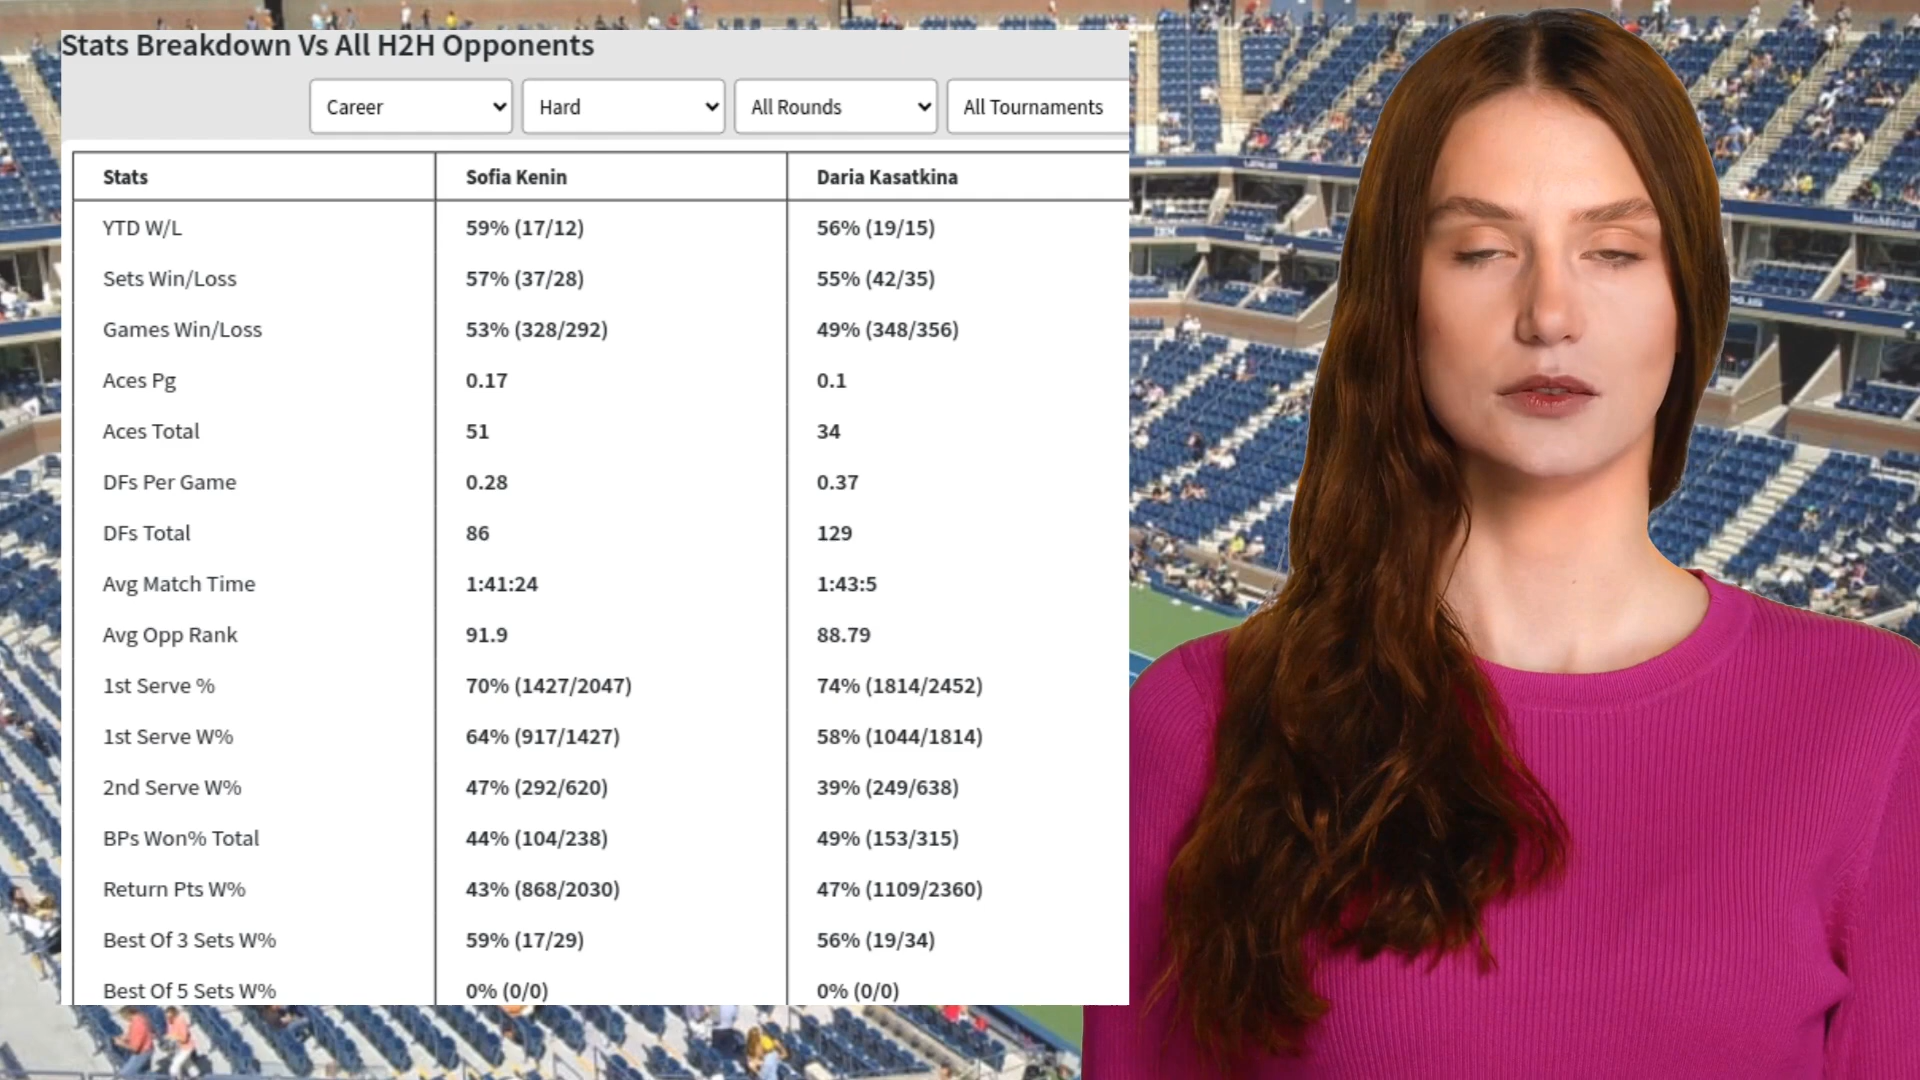 Stats Breakdown Vs All H2H Opponents
Career Hard All Rounds All Tournaments
Stats Sofia Kenin Daria Kasatkina
YTD W/L 59% (17/12) 56% (19/15)
Sets Win/Loss 57% (37/28) 55% (42/35)
Games Win/Loss 53% (328/292) 49% (348/356)
Aces Pg 0.17 0.1
Aces Total 51 34
DFs Per Game 0.28 0.37
DFs Total 86 129
Avg Match Time 1:41:24 1:43:5
Avg Opp Rank 91.9 88.79
1st Serve % 70% (1427/2047) 74% (1814/2452)
1st Serve W% 64% (917/1427) 58% (1044/1814)
2nd Serve W% 47% (292/620) 39% (249/638)
BPs Won% Total 44% (104/238) 49% (153/315)
Return Pts W% 43% (868/2030) 47% (1109/2360)
Best Of 3 Sets W% 59% (17/29) 56% (19/34)
Best Of 5 Sets W% 0% (0/0) 0% (0/0)
IBM